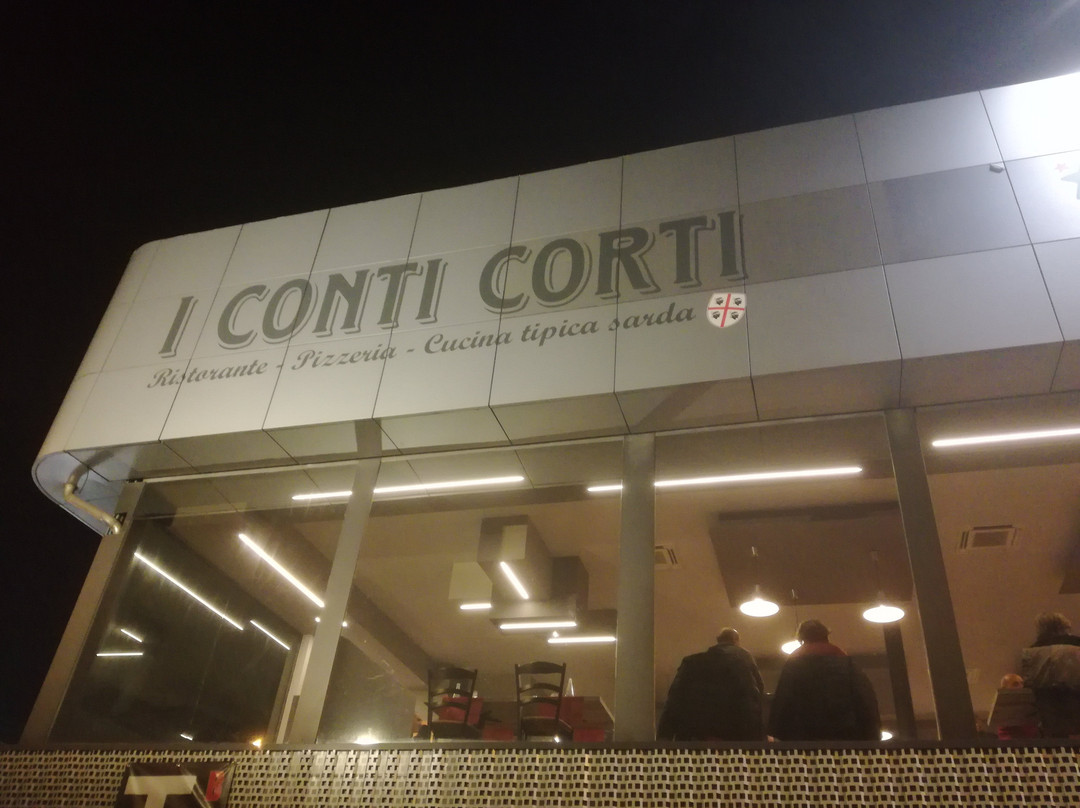 I CONTI CORTI
Ristorante - Pizzeria - Cucina tipica sarda